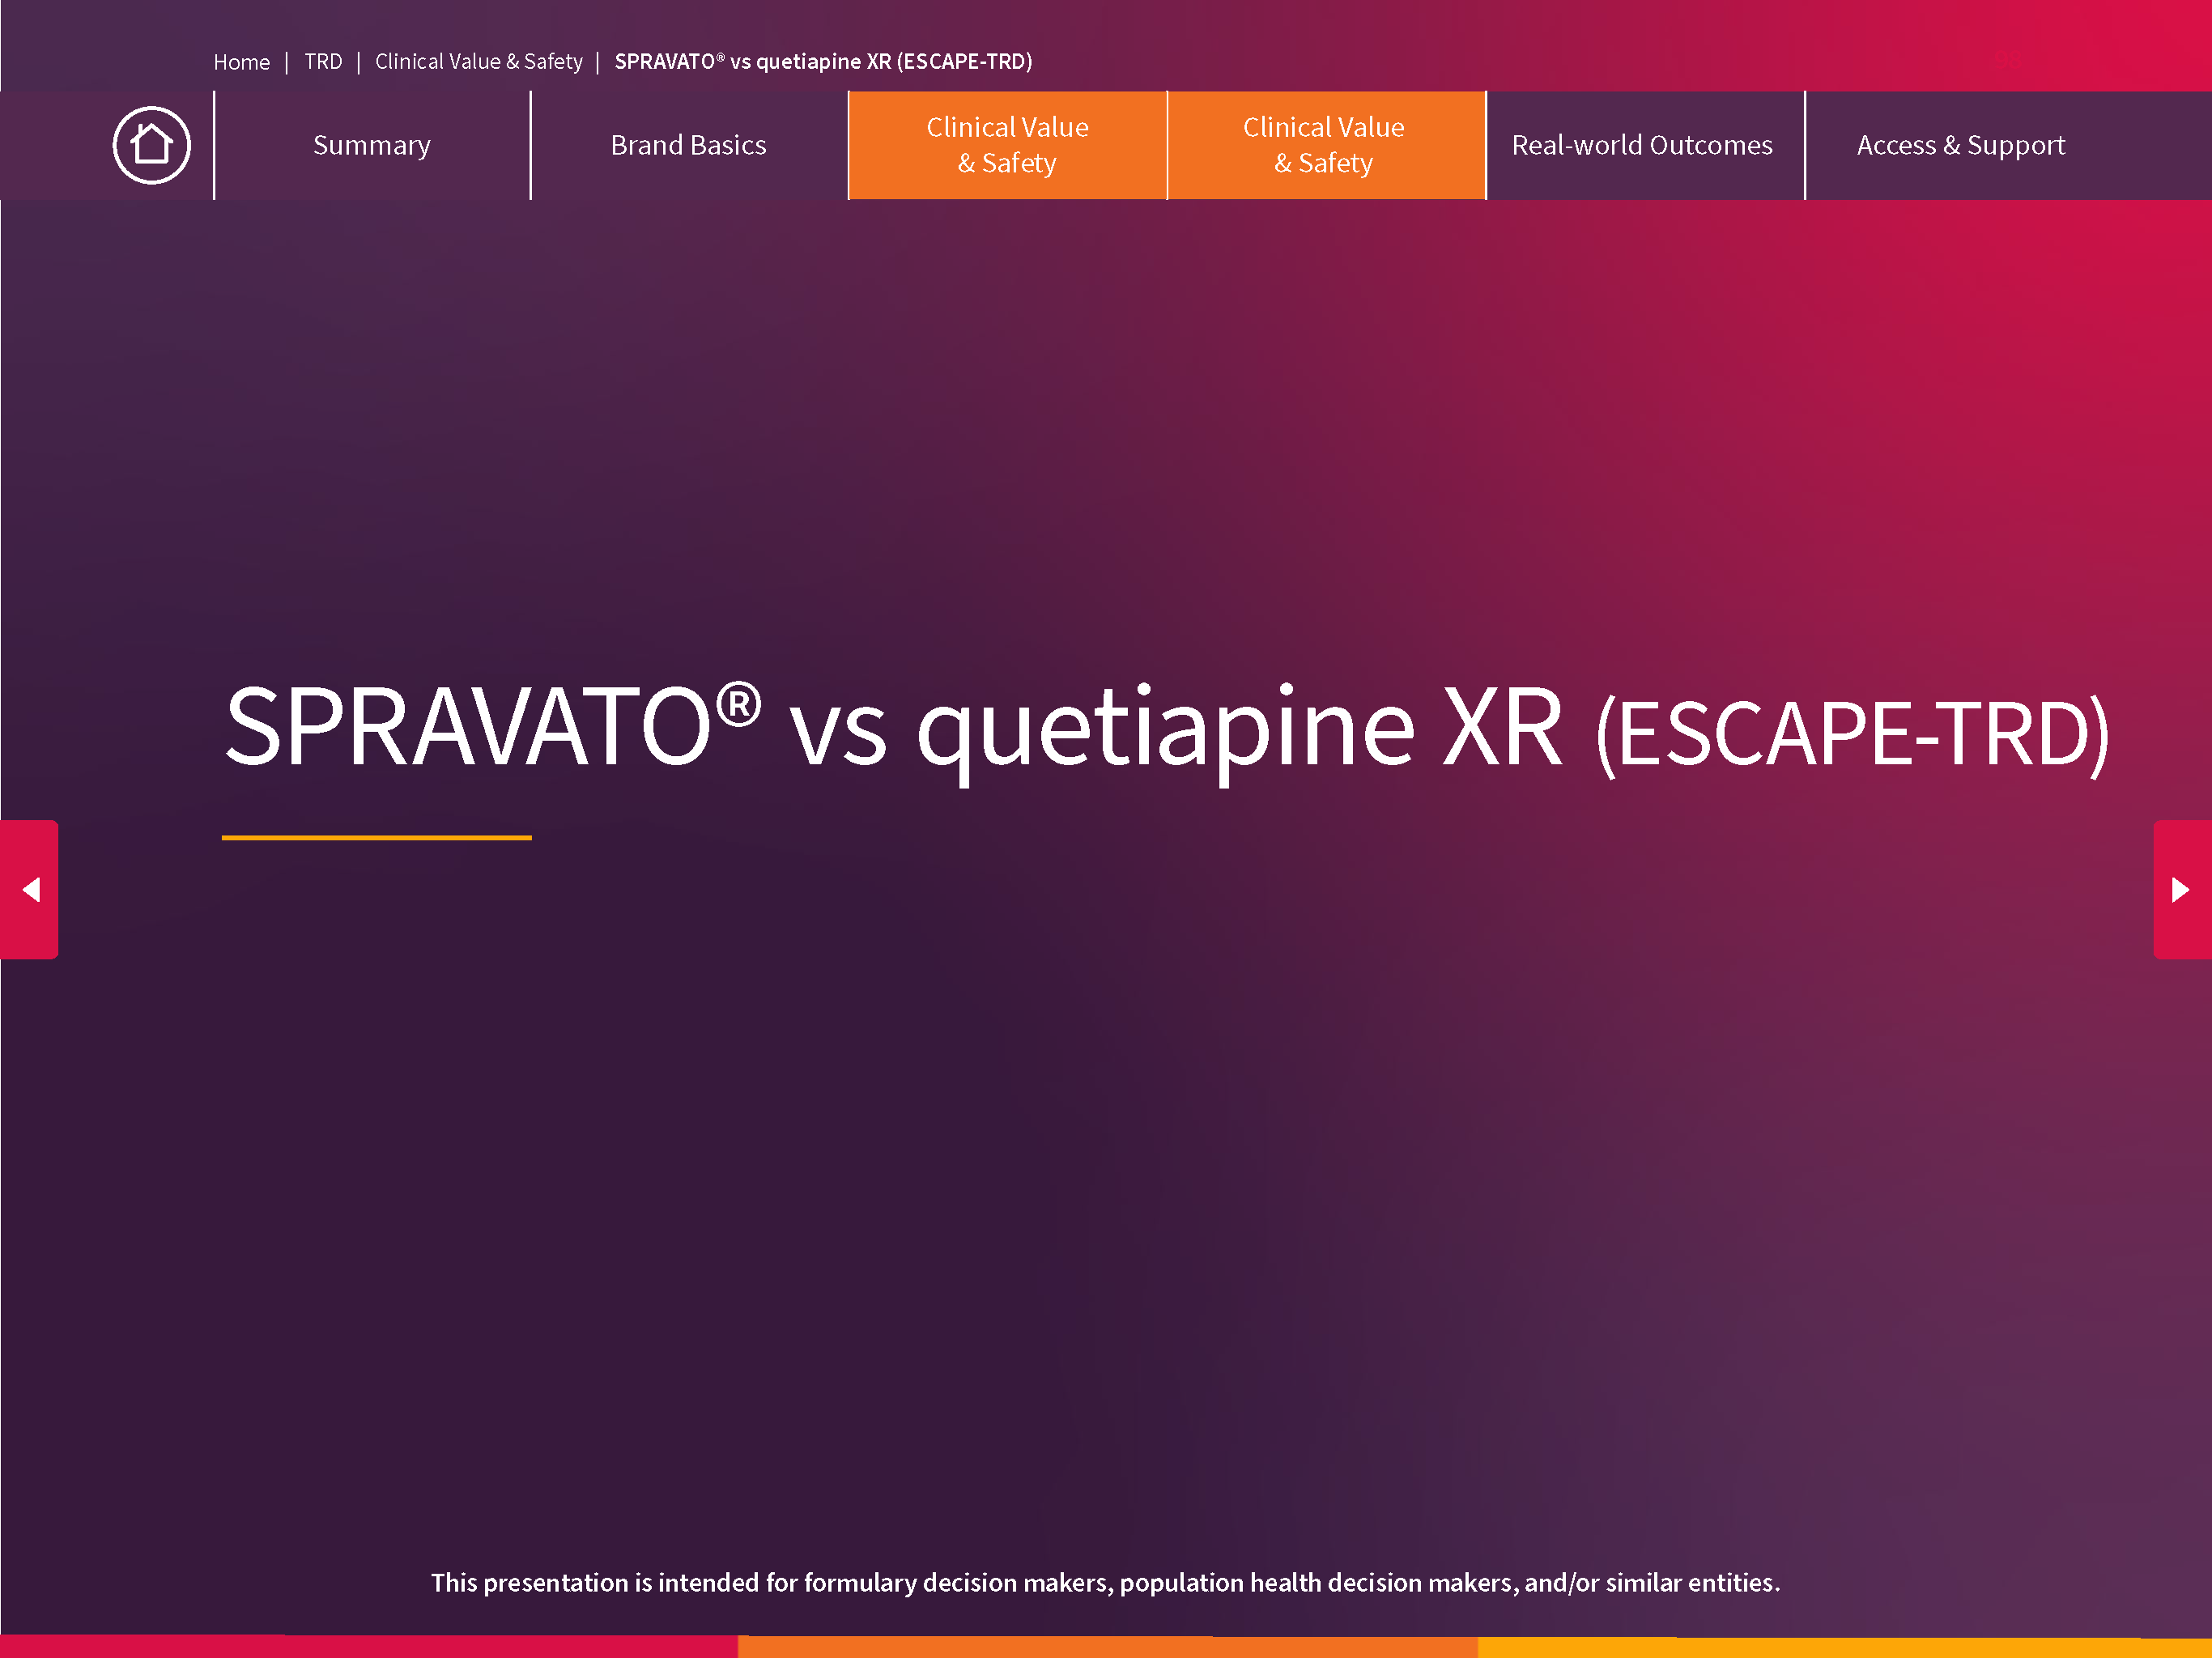 Home | TRD | Clinical Value & Safety | SPRAVATO® vs quetiapine XR (ESCAPE-TRD)
Summary
Brand Basics
Clinical Value
& Safety
Clinical Value
& Safety
Real-world Outcomes
Access & Support
SPRAVATO® vs quetiapine XR (ESCAPE-TRD)
This presentation is intended for formulary decision makers, population health decision makers, and/or similar entities.